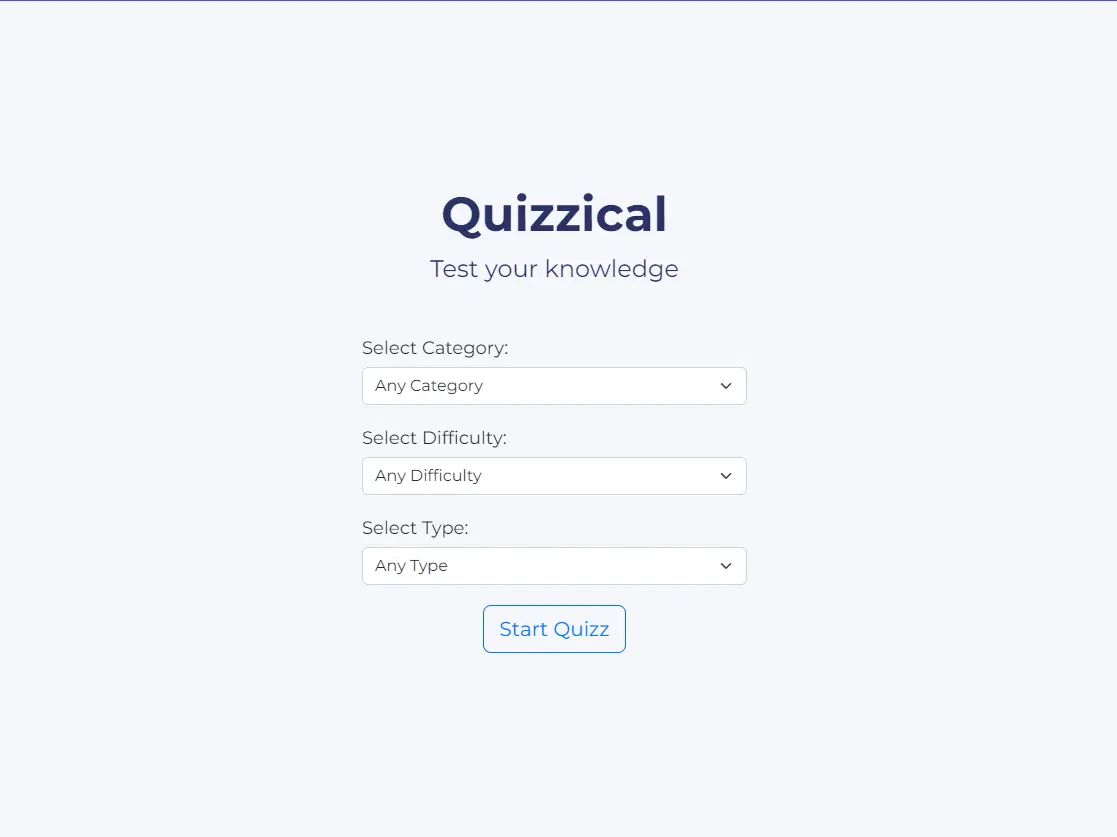 Quizzical
Test your knowledge
Select Category:
Any Category
Select Difficulty:
Any Difficulty
Select Type:
Any Type
Start Quizz